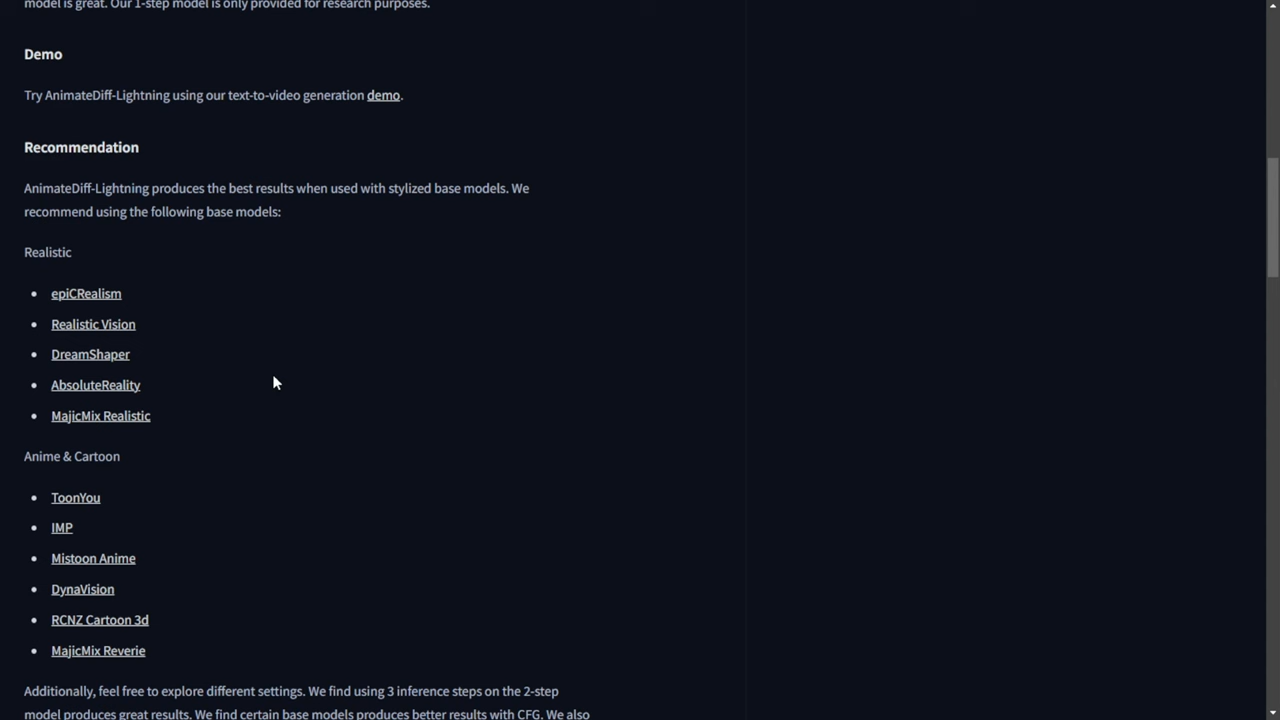 model is great. Our 1-step model is only provided for research purposes.
Demo
Try AnimateDiff-Lightning using our text-to-video generation demo.
Recommendation
AnimateDiff-Lightning produces the best results when used with stylized base models. We
recommend using the following base models:
Realistic
• epiCRealism
• Realistic Vision
• DreamShaper
• AbsoluteReality
• MajicMix Realistic
Anime & Cartoon
• ToonYou
• IMP
• Mistoon Anime
• DynaVision
• RCNZ Cartoon 3d
• MajicMix Reverie
Additionally, feel free to explore different settings. We find using 3 inference steps on the 2-step
model produces great results. We find certain base models produces better results with CFG. We also